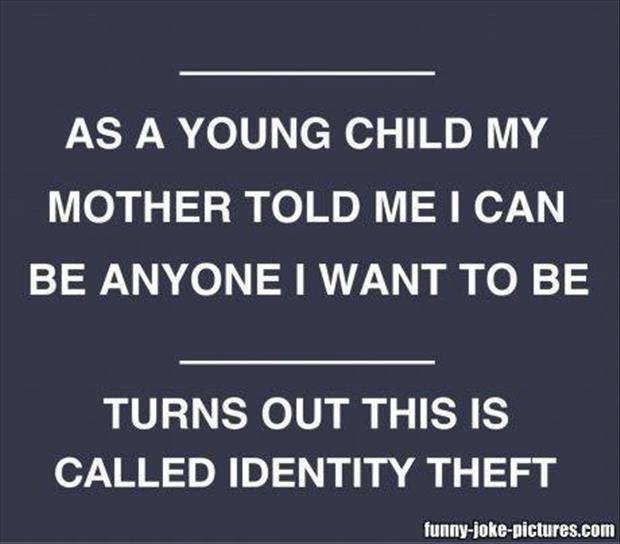 AS A YOUNG CHILD MY
MOTHER TOLD ME I CAN
BE ANYONE I WANT TO BE
TURNS OUT THIS IS
CALLED IDENTITY THEFT
funny-joke-pictures.com